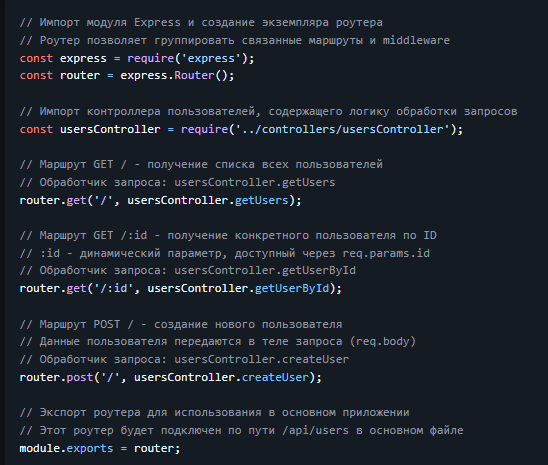 // Импорт модуля Express и создание экземпляра роутера
// Роутер позволяет группировать связанные маршруты и middleware
const express = require('express');
const router = express.Router();
// Импорт контроллера пользователей, содержащего логику обработки запросов
const usersController = require('../controllers/usersController');
// Маршрут GET / - получение списка всех пользователей
// Обработчик запроса: usersController.getUsers
router.get('/', usersController.getUsers);
// Маршрут GET /:id - получение конкретного пользователя по ID
// :id - динамический параметр, доступный через req.params.id
// Обработчик запроса: usersController.getUserById
router.get('/:id', usersController.getUserById);
// Маршрут POST / - создание нового пользователя
// Данные пользователя передаются в теле запроса (req.body)
// Обработчик запроса: usersController.createUser
router.post('/', usersController.createUser);
// Экспорт роутера для использования в основном приложении
// Этот роутер будет подключен по пути /api/users в основном файле
module.exports = router;